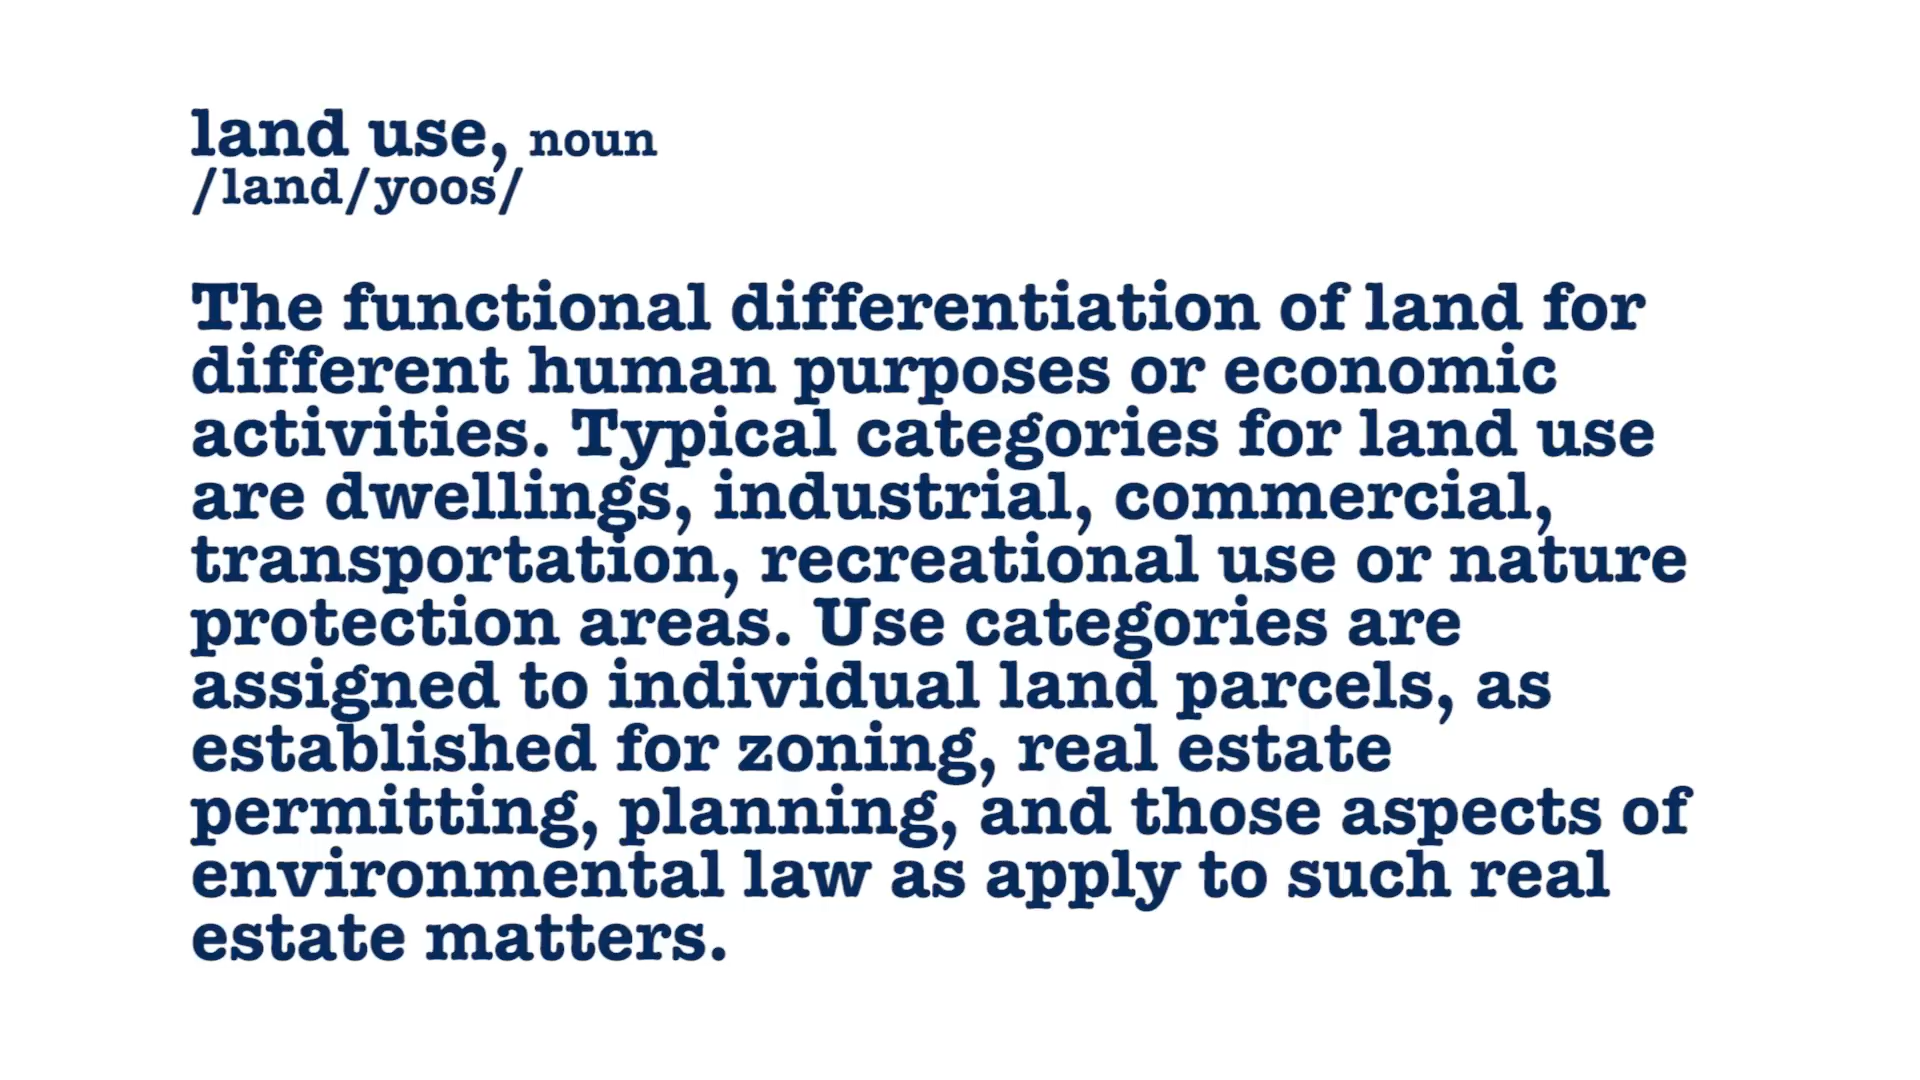 land use, noun
/land/yoos/
The functional differentiation of land for
different human purposes or economic
activities. Typical categories for land use
are dwellings, industrial, commercial,
transportation, recreational use or nature
protection areas. Use categories are
assigned to individual land parcels, as
established for zoning, real estate
permitting, planning, and those aspects of
environmental law as apply to such real
estate matters.